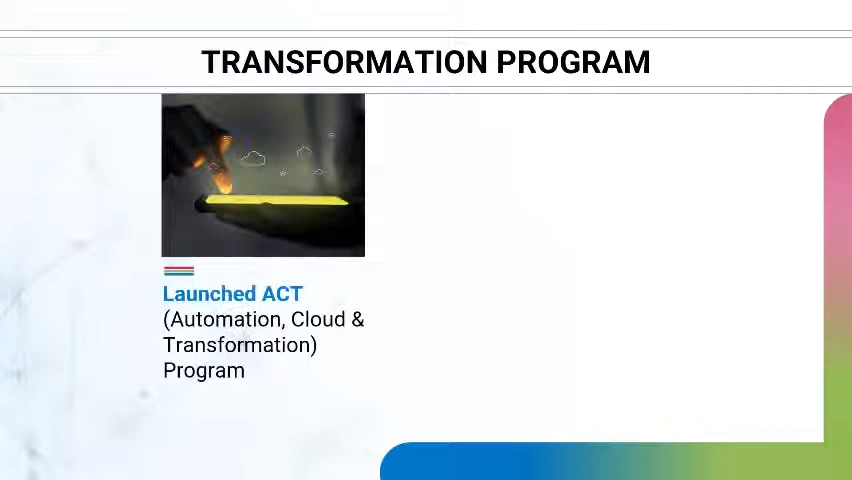 TRANSFORMATION PROGRAM
Launched ACT
(Automation, Cloud &
Transformation)
Program